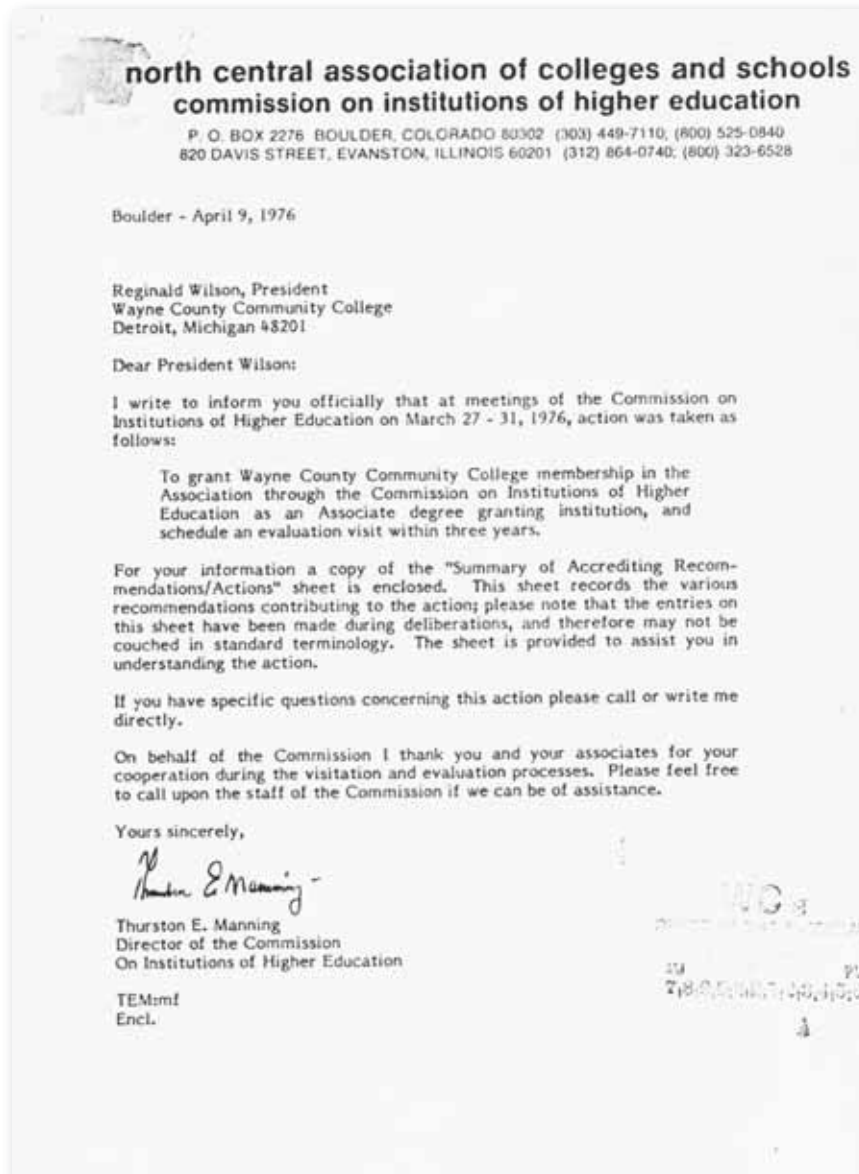 north central association of colleges and schools
commission on institutions of higher education
P. O. BOX 2276 BOULDER, COLORADO 80302 (303) 449-7110; (800) 525-0840
820 DAVIS STREET, EVANSTON, ILLINOIS 60201 (312) 864-0740; (800) 323-6528
Boulder - April 9, 1976
Reginald Wilson, President
Wayne County Community College
Detroit, Michigan 48201
Dear President Wilson:
I write to inform you officially that at meetings of the Commission on
Institutions of Higher Education on March 27 - 31, 1976, action was taken as
follows:
To grant Wayne County Community College membership in the
Association through the Commission on Institutions of Higher
Education as an Associate degree granting institution, and
schedule an evaluation visit within three years.
For your information a copy of the "Summary of Accrediting Recom-
mendations/Actions" sheet is enclosed. This sheet records the various
recommendations contributing to the action; please note that the entries on
this sheet have been made during deliberations, and therefore may not be
couched in standard terminology. The sheet is provided to assist you in
understanding the action.
If you have specific questions concerning this action please call or write me
directly.
On behalf of the Commission I thank you and your associates for your
cooperation during the visitation and evaluation processes. Please feel free
to call upon the staff of the Commission if we can be of assistance.
Yours sincerely,
Thurston E Manning
Thurston E. Manning
Director of the Commission
On Institutions of Higher Education
TEM:mf
Encl.